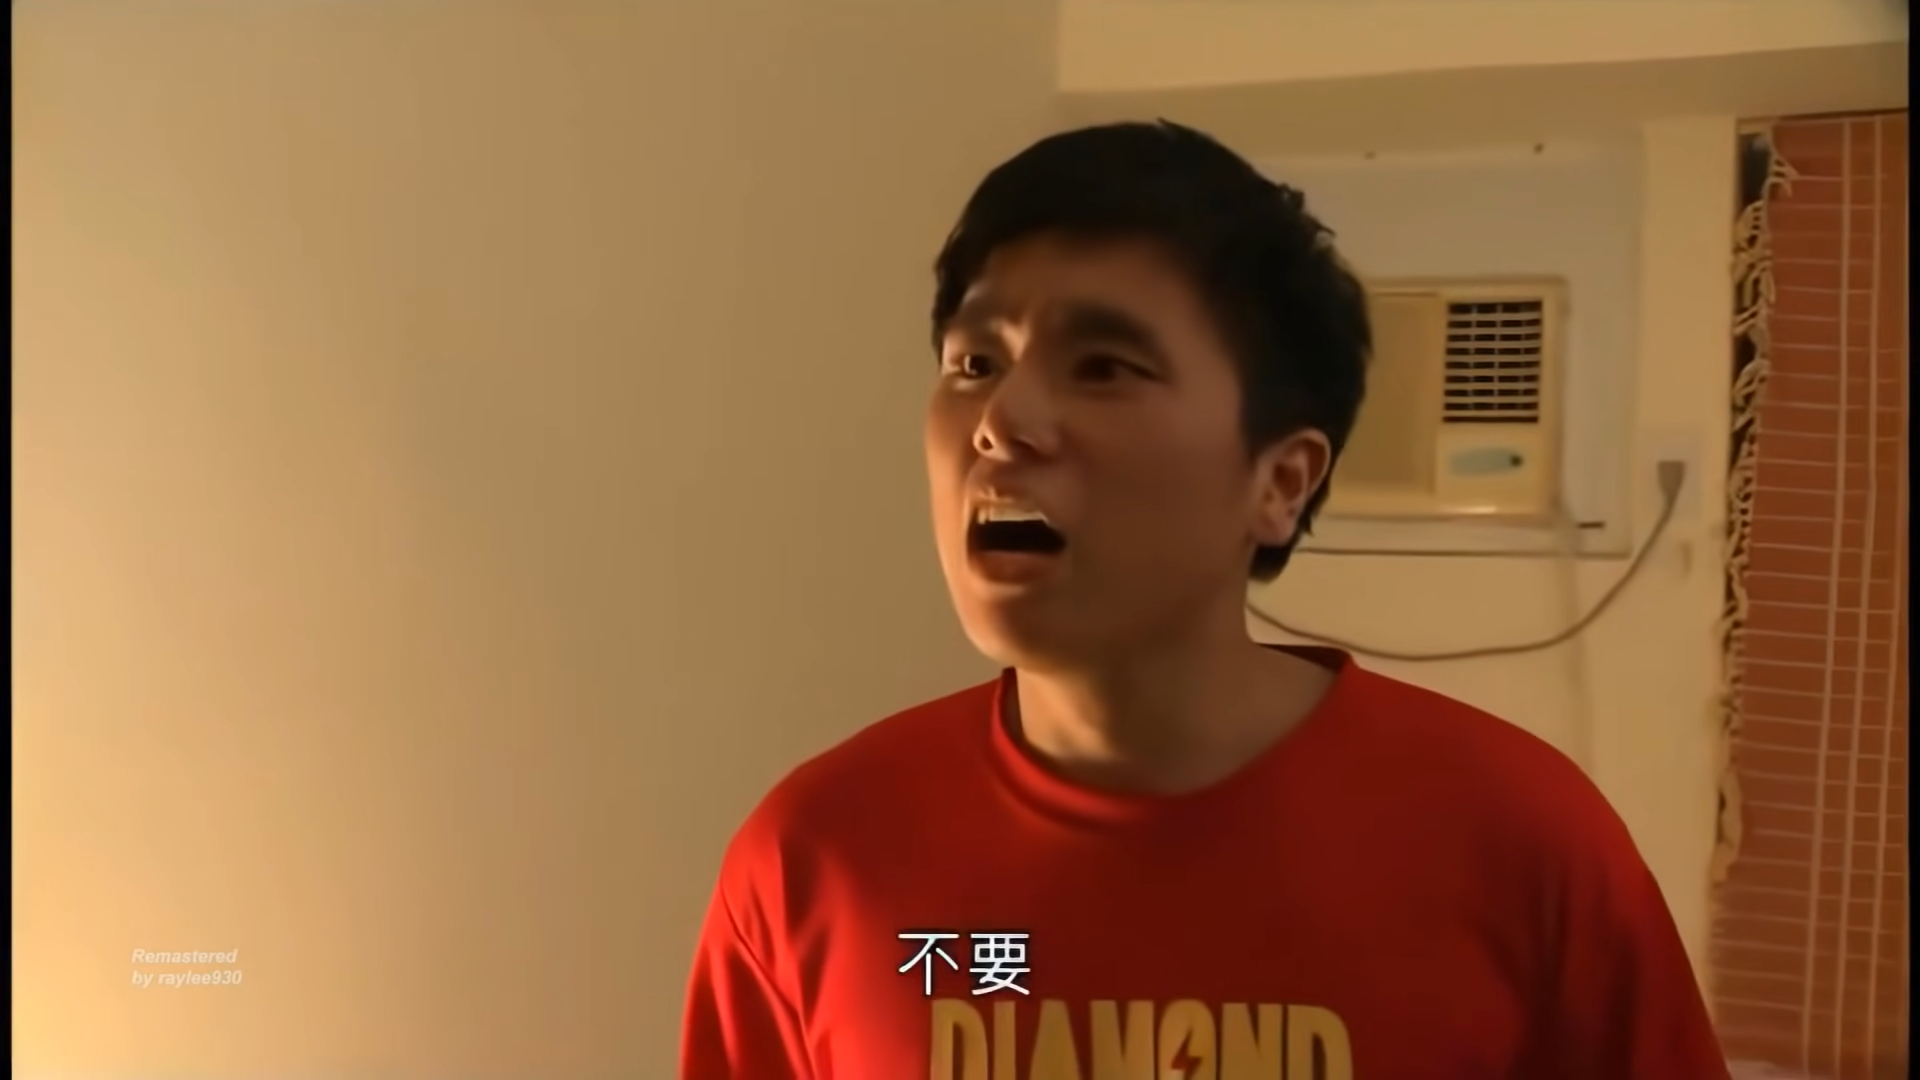 不要
DIAMOND
Remastered
by raylee930